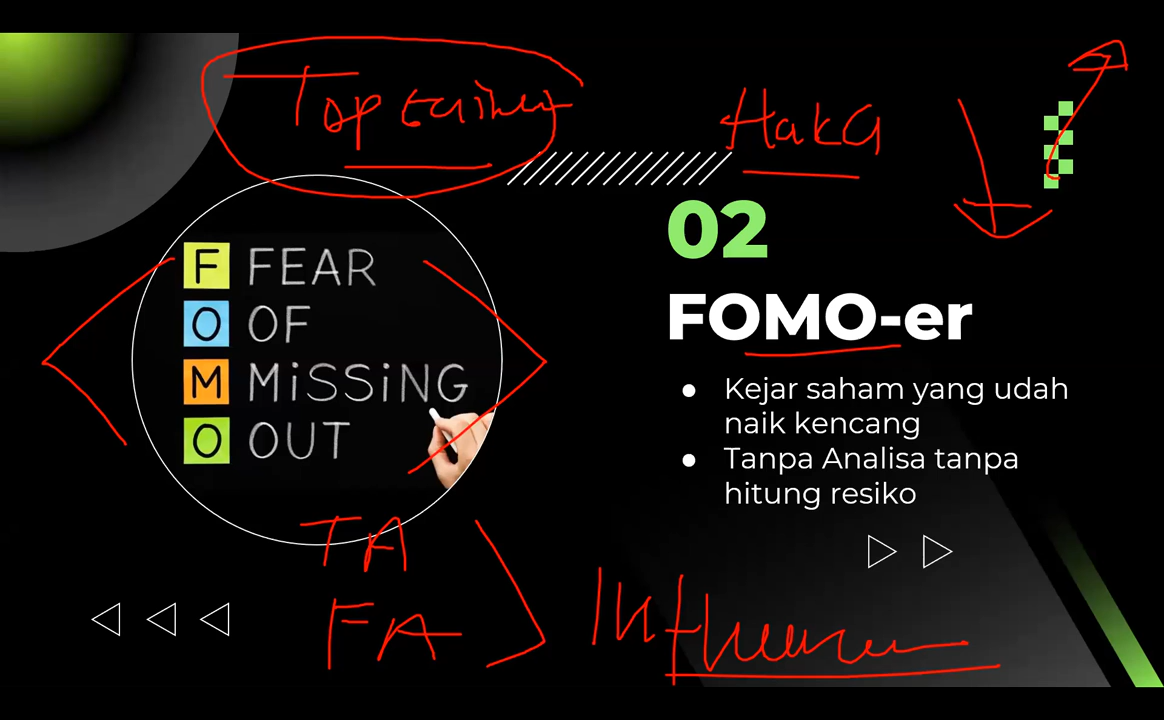 Top Gainer
HAKA
02
FOMO-er
F FEAR
O OF
M MiSSiNG
O OUT
Kejar saham yang udah
naik kencang
Tanpa Analisa tanpa
hitung resiko
TA
FA
Influencer